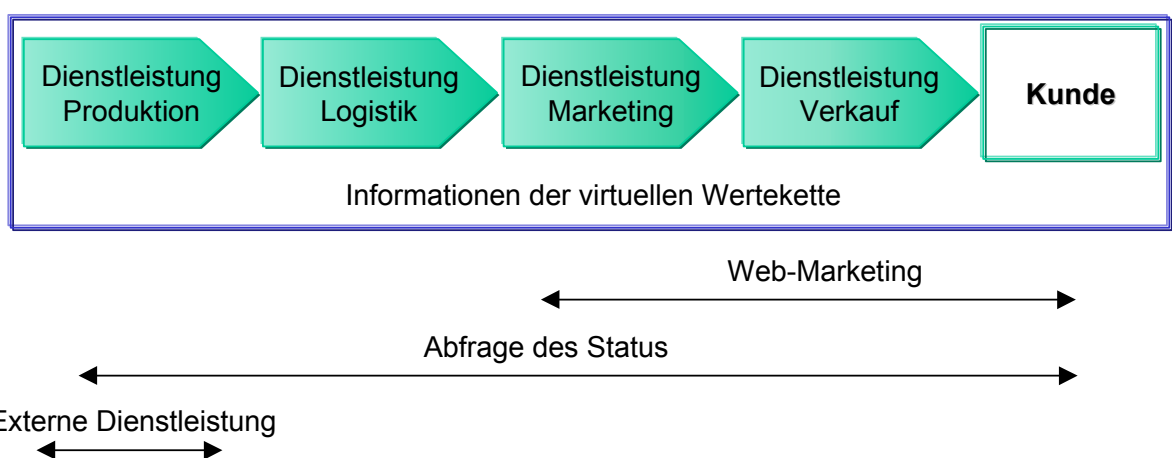 Dienstleistung
Produktion
Dienstleistung
Logistik
Dienstleistung
Marketing
Dienstleistung
Verkauf
Kunde
Informationen der virtuellen Wertekette
Web-Marketing
Abfrage des Status
Externe Dienstleistung